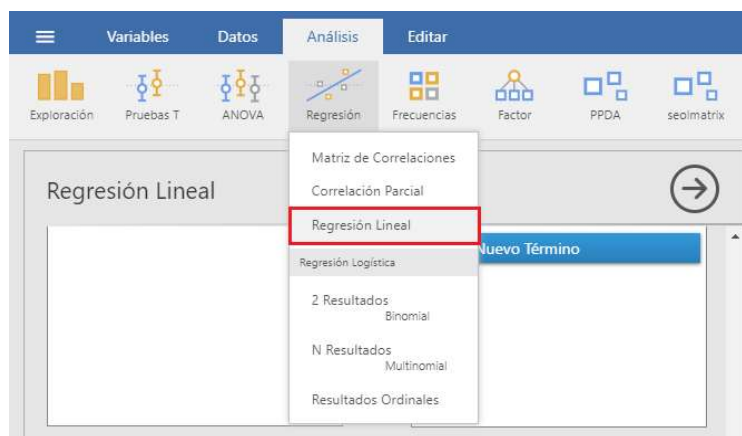 Variables Datos Análisis Editar
Exploración Pruebas T ANOVA Regresión Frecuencias Factor PPDA seolmatrix
Matriz de Correlaciones
Regresión Lineal
Correlación Parcial
Regresión Lineal
Nuevo Término
Regresión Logística
2 Resultados
Binomial
N Resultados
Multinomial
Resultados Ordinales